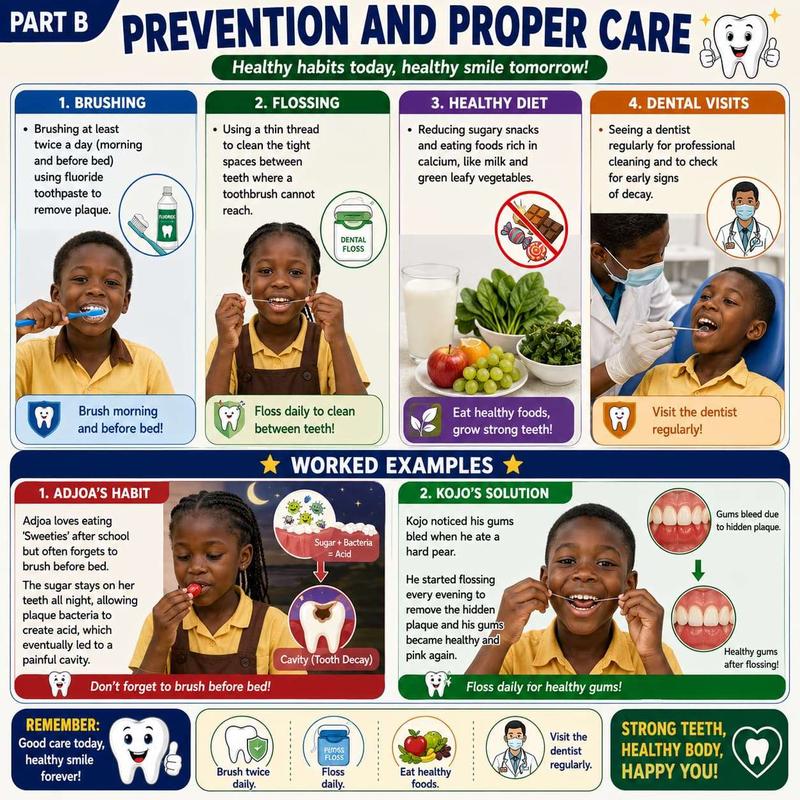 PART B
PREVENTION AND PROPER CARE
Healthy habits today, healthy smile tomorrow!
1. BRUSHING
• Brushing at least
twice a day (morning
and before bed)
using fluoride
toothpaste to
remove plaque.
FLUORIDE
Brush morning
and before bed!
2. FLOSSING
• Using a thin thread
to clean the tight
spaces between
teeth where a
toothbrush cannot
reach.
DENTAL
FLOSS
Floss daily to clean
between teeth!
3. HEALTHY DIET
• Reducing sugary snacks
and eating foods rich in
calcium, like milk and
green leafy vegetables.
Eat healthy foods,
grow strong teeth!
4. DENTAL VISITS
• Seeing a dentist
regularly for professional
cleaning and to check
for early signs
of decay.
Visit the dentist
regularly!
WORKED EXAMPLES
1. ADJOA'S HABIT
Adjoa loves eating
'Sweeties' after school
but often forgets to
brush before bed.
The sugar stays on her
teeth all night, allowing
plaque bacteria to
create acid, which
eventually led to a
painful cavity.
Sugar + Bacteria
= Acid
Cavity (Tooth Decay)
Don't forget to brush before bed!
2. KOJO'S SOLUTION
Kojo noticed his gums
bled when he ate a
hard pear.
He started flossing
every evening to
remove the hidden
plaque and his gums
became healthy and
pink again.
Gums bleed due
to hidden plaque.
Healthy gums
after flossing!
Floss daily for healthy gums!
REMEMBER:
Good care today,
healthy smile
forever!
Brush twice
daily.
FLOSS
Floss
daily.
Eat healthy
foods.
Visit the
dentist
regularly.
STRONG TEETH,
HEALTHY BODY,
HAPPY YOU!